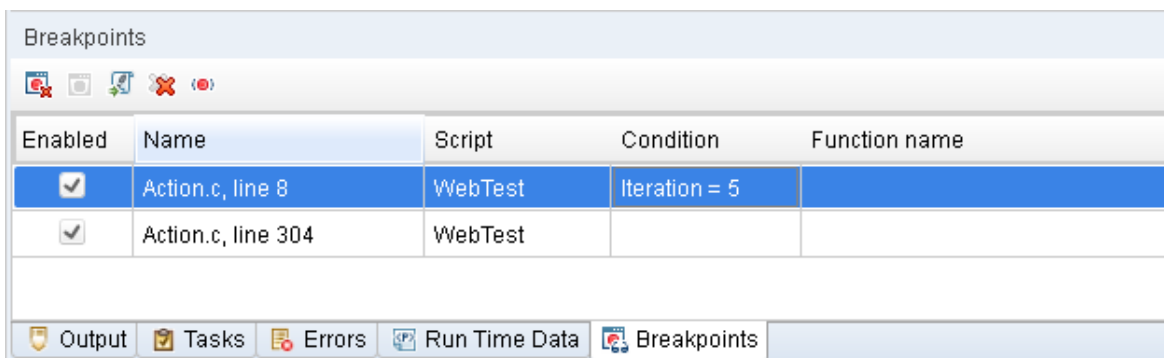 Breakpoints
Enabled Name Script Condition Function name
Action.c, line 8 WebTest Iteration = 5
Action.c, line 304 WebTest
Output Tasks Errors Run Time Data Breakpoints